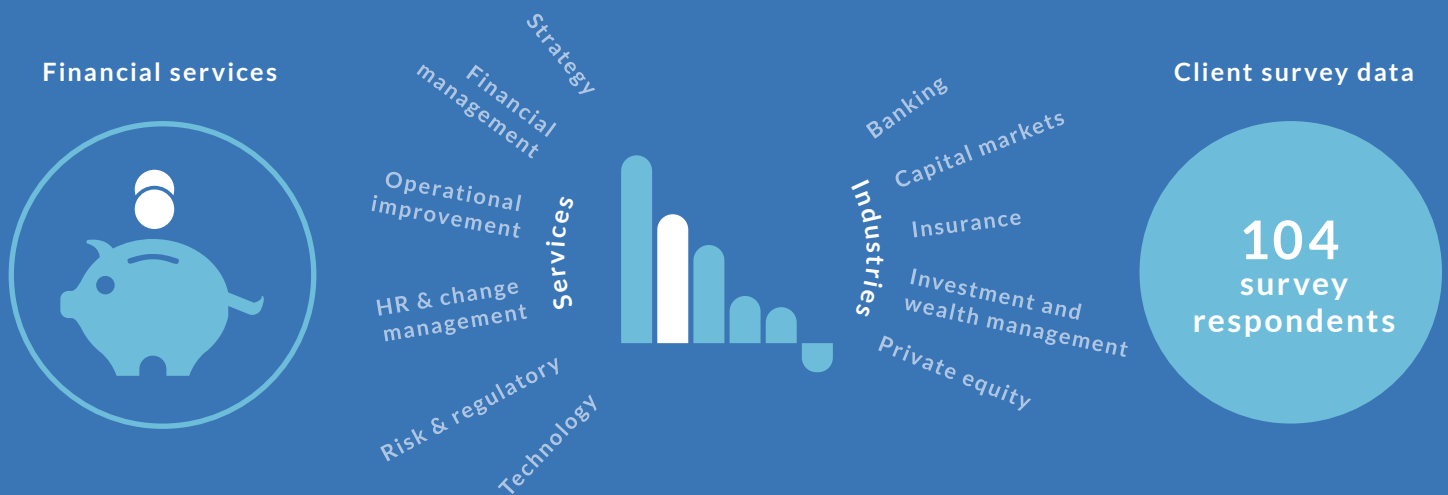 Financial services
Strategy
Financial
management
Operational
improvement
HR & change
management
Risk & regulatory
Technology
Services
Industries
Banking
Capital markets
Insurance
Investment and
wealth management
Private equity
Client survey data
104
survey
respondents